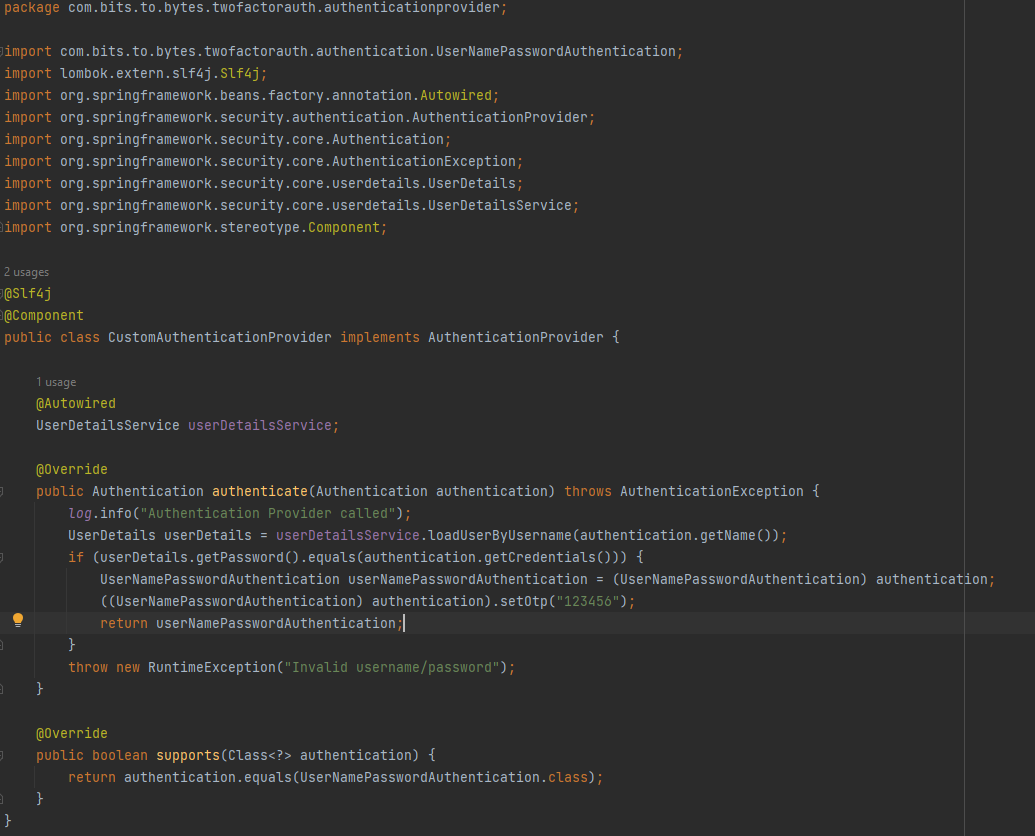 package com.bits.to.bytes.twofactorauth.authenticationprovider;
import com.bits.to.bytes.twofactorauth.authentication.UserNamePasswordAuthentication;
import lombok.extern.slf4j.Slf4j;
import org.springframework.beans.factory.annotation.Autowired;
import org.springframework.security.authentication.AuthenticationProvider;
import org.springframework.security.core.Authentication;
import org.springframework.security.core.AuthenticationException;
import org.springframework.security.core.userdetails.UserDetails;
import org.springframework.security.core.userdetails.UserDetailsService;
import org.springframework.stereotype.Component;
2 usages
@Slf4j
@Component
public class CustomAuthenticationProvider implements AuthenticationProvider {
1 usage
@Autowired
UserDetailsService userDetailsService;
@Override
public Authentication authenticate(Authentication authentication) throws AuthenticationException {
log.info("Authentication Provider called");
UserDetails userDetails = userDetailsService.loadUserByUsername(authentication.getName());
if (userDetails.getPassword().equals(authentication.getCredentials())) {
UserNamePasswordAuthentication userNamePasswordAuthentication = (UserNamePasswordAuthentication) authentication;
((UserNamePasswordAuthentication) authentication).setOtp("123456");
return userNamePasswordAuthentication;
}
throw new RuntimeException("Invalid username/password");
}
@Override
public boolean supports(Class<?> authentication) {
return authentication.equals(UserNamePasswordAuthentication.class);
}
}